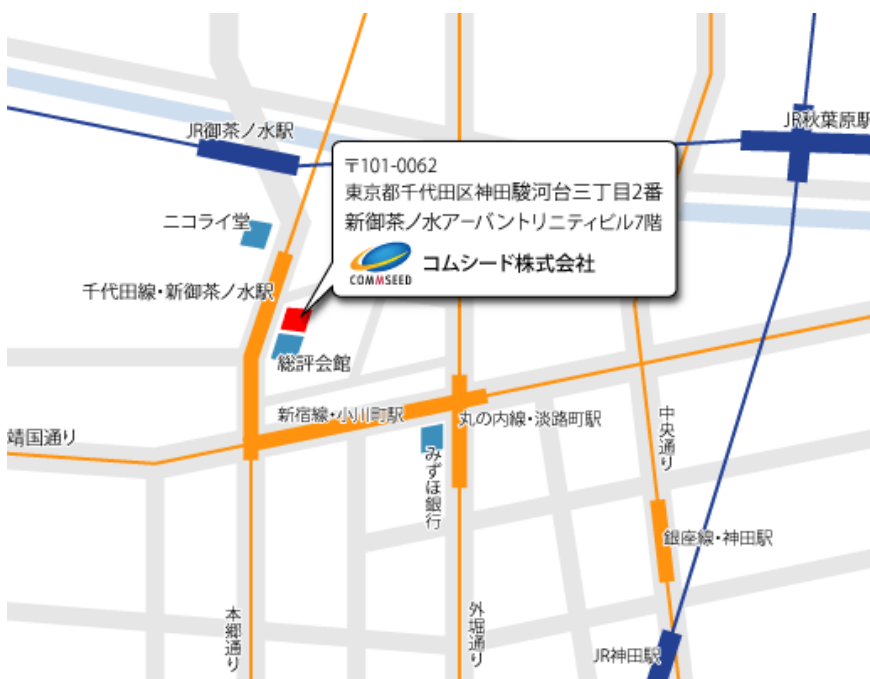 JR御茶ノ水駅
JR秋葉原駅
〒101-0062
東京都千代田区神田駿河台三丁目2番
新御茶ノ水アーバントリニティビル7階
COMMSEED
コムシード株式会社
ニコライ堂
千代田線・新御茶ノ水駅
総評会館
新宿線・小川町駅
丸の内線・淡路町駅
中央通り
靖国通り
みずほ銀行
銀座線・神田駅
本郷通り
外堀通り
JR神田駅